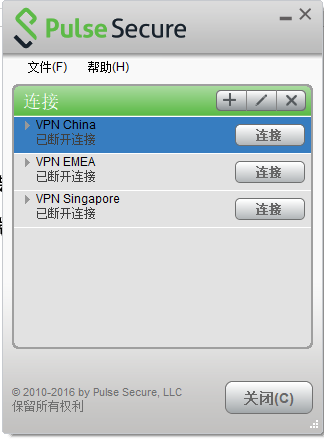 Pulse Secure
文件(F) 帮助(H)
连接
VPN China
已断开连接
连接
VPN EMEA
已断开连接
连接
VPN Singapore
已断开连接
连接
© 2010-2016 by Pulse Secure, LLC
保留所有权利
关闭(C)